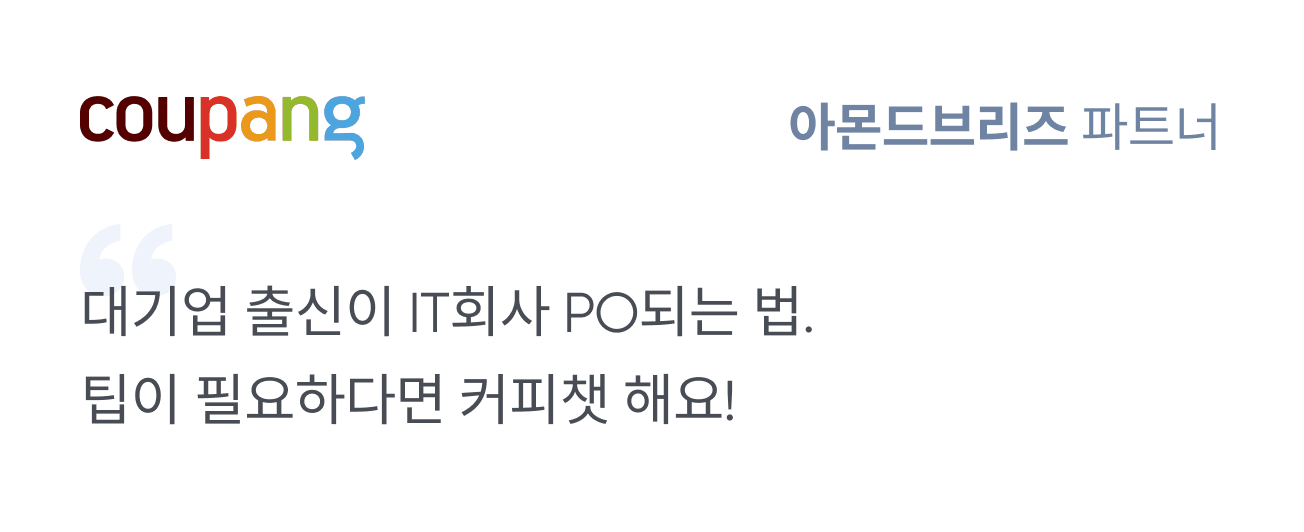 coupang
아몬드브리즈 파트너
대기업 출신이 IT회사 PO되는 법.
팁이 필요하다면 커피챗 해요!